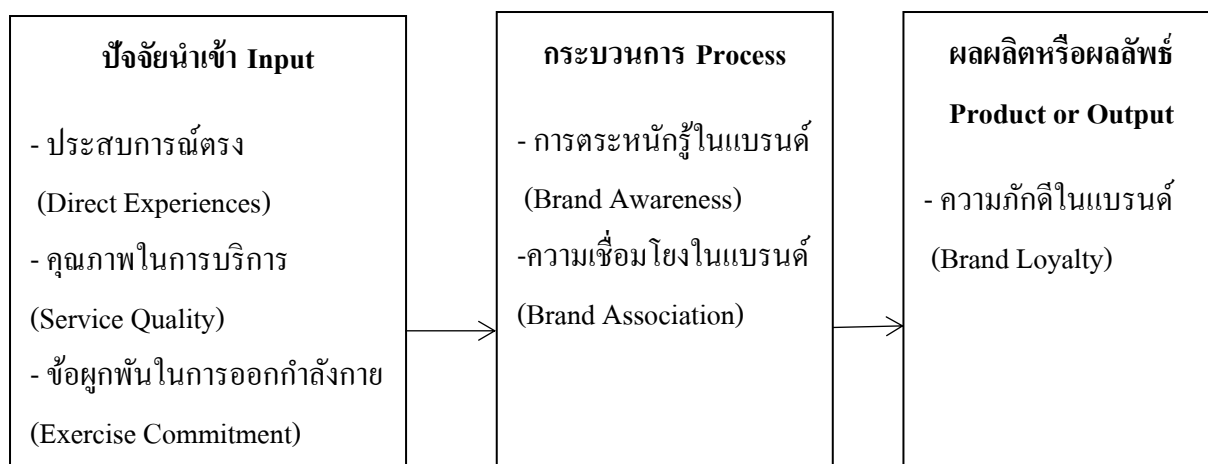 ปัจจัยนำเข้า Input
- ประสบการณ์ตรง
(Direct Experiences)
- คุณภาพในการบริการ
(Service Quality)
- ข้อผูกพันในการออกกำลังกาย
(Exercise Commitment)
กระบวนการ Process
- การตระหนักรู้ในแบรนด์
(Brand Awareness)
-ความเชื่อมโยงในแบรนด์
(Brand Association)
ผลผลิตหรือผลลัพธ์
Product or Output
- ความภักดีในแบรนด์
(Brand Loyalty)